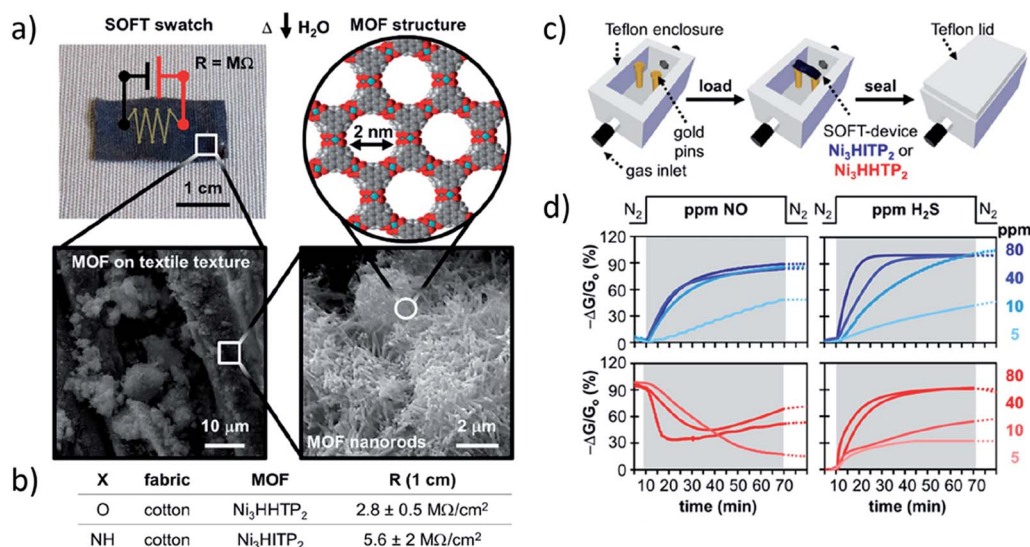 a)
SOFT swatch
Δ H₂O
MOF structure
R = MΩ
1 cm
2 nm
MOF on textile texture
10 μm
2 μm
MOF nanorods
b)
X fabric MOF R (1 cm)
O cotton Ni₃HHTP₂ 2.8 ± 0.5 MΩ/cm²
NH cotton Ni₃HITP₂ 5.6 ± 2 MΩ/cm²
c)
Teflon enclosure
Teflon lid
load
seal
gold
pins
gas inlet
SOFT-device
Ni₃HITP₂ or
Ni₃HHTP₂
d)
N₂ ppm NO N₂
N₂ ppm H₂S N₂
ppm
−ΔG/G₀ (%)
120
90
60
30
0
80
40
10
5
−ΔG/G₀ (%)
120
90
60
30
0
80
40
10
5
10 20 30 40 50 60 70
time (min)
10 20 30 40 50 60 70
time (min)